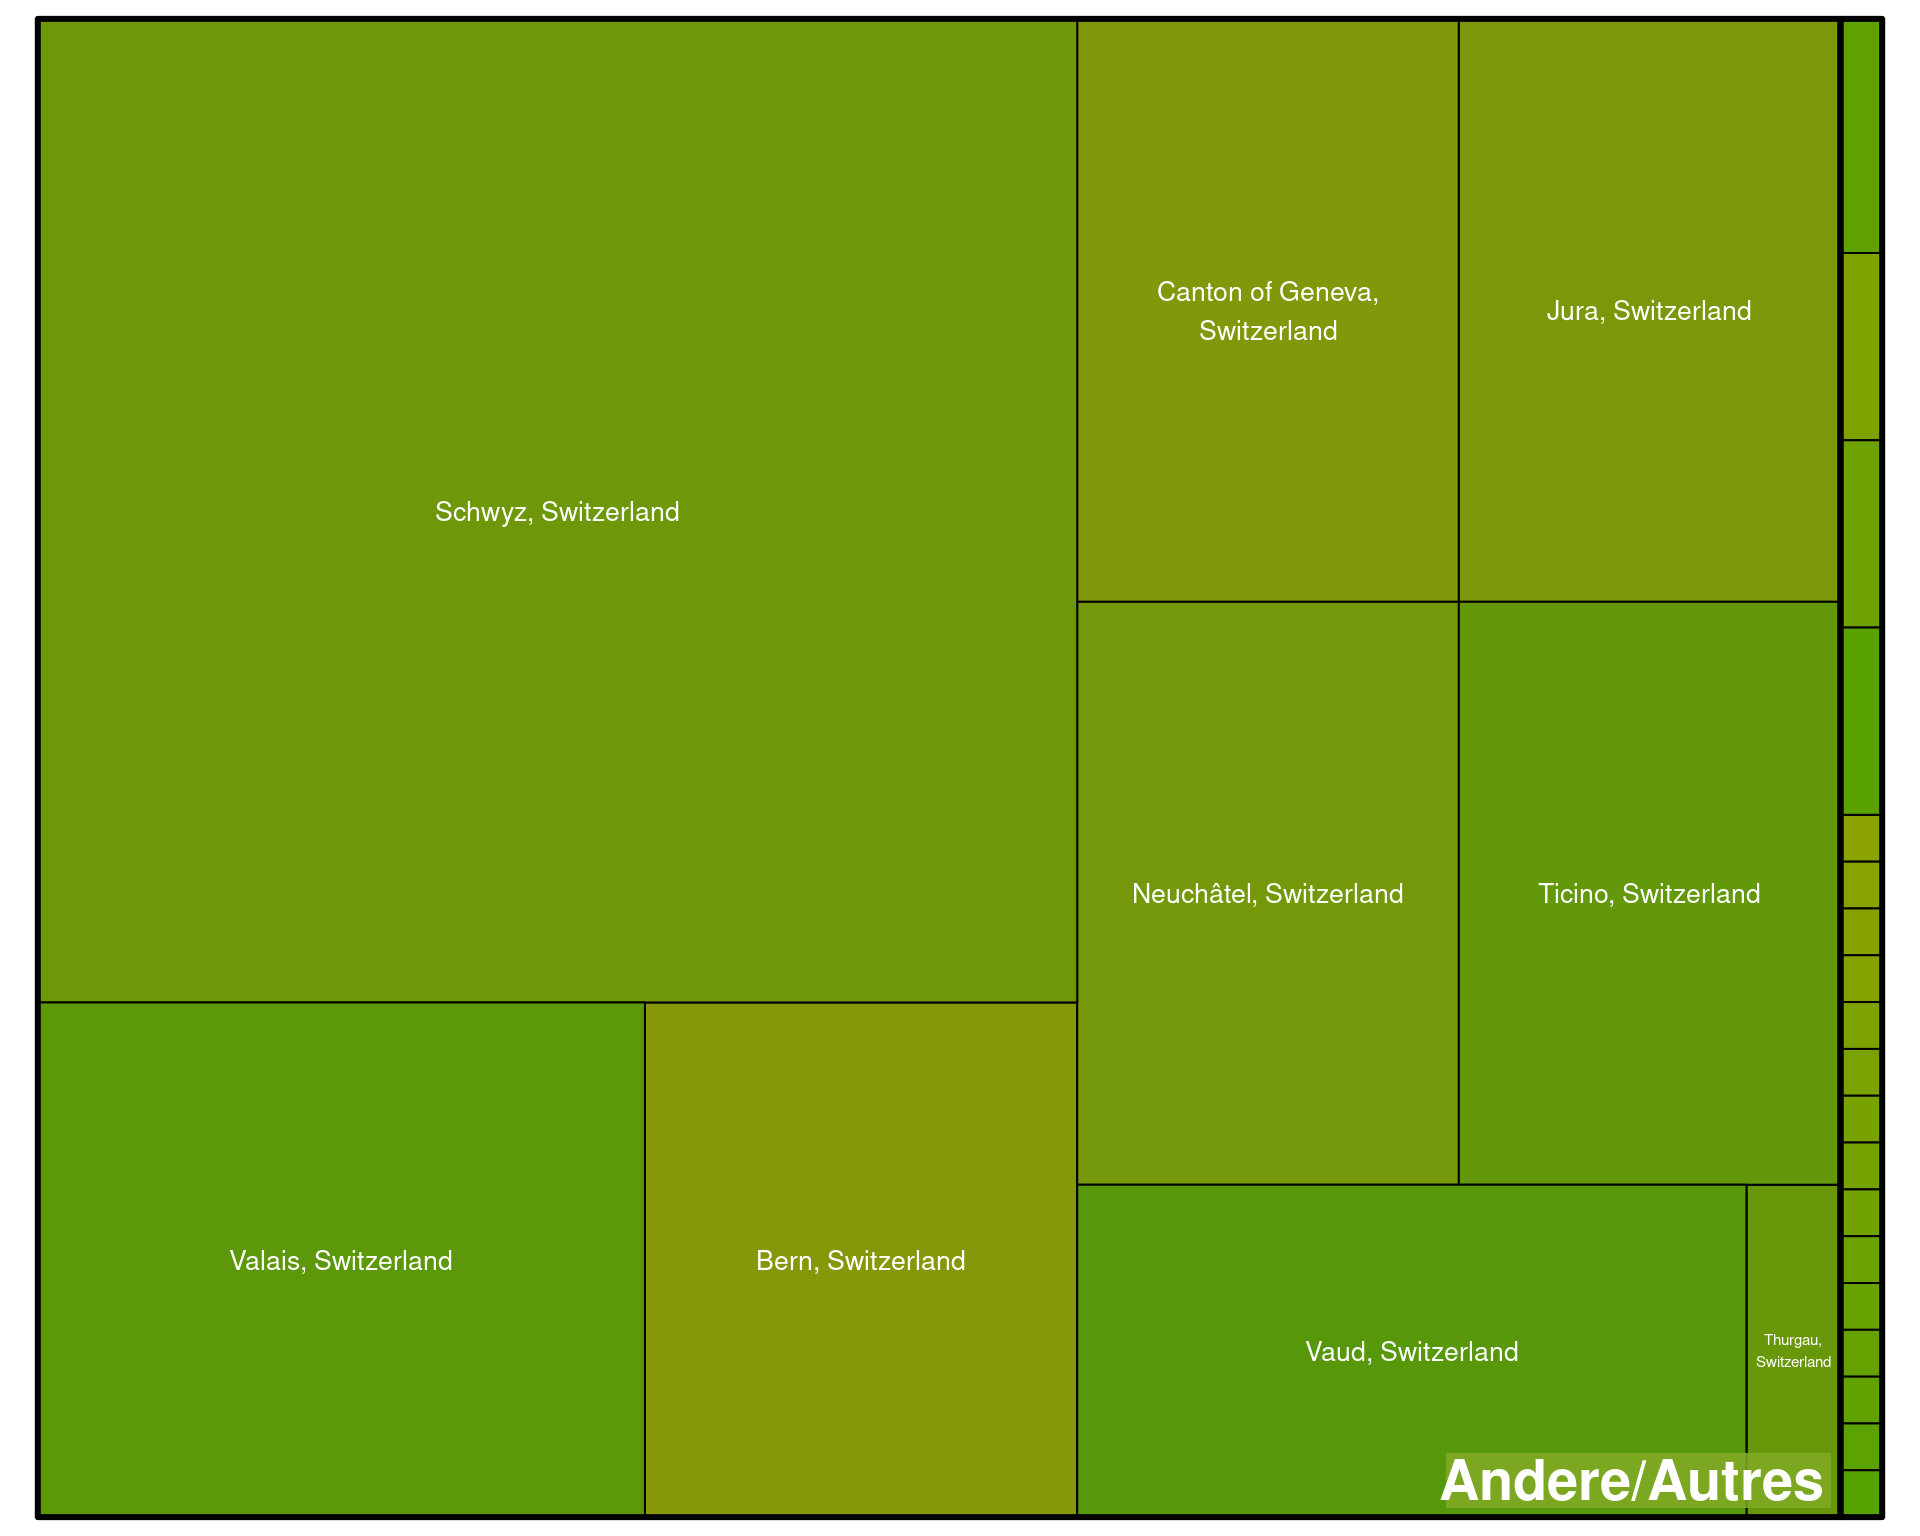 Canton of Geneva,
Switzerland
Jura, Switzerland
Schwyz, Switzerland
Neuchâtel, Switzerland
Ticino, Switzerland
Valais, Switzerland
Bern, Switzerland
Vaud, Switzerland
Thurgau,
Switzerland
Andere/Autres